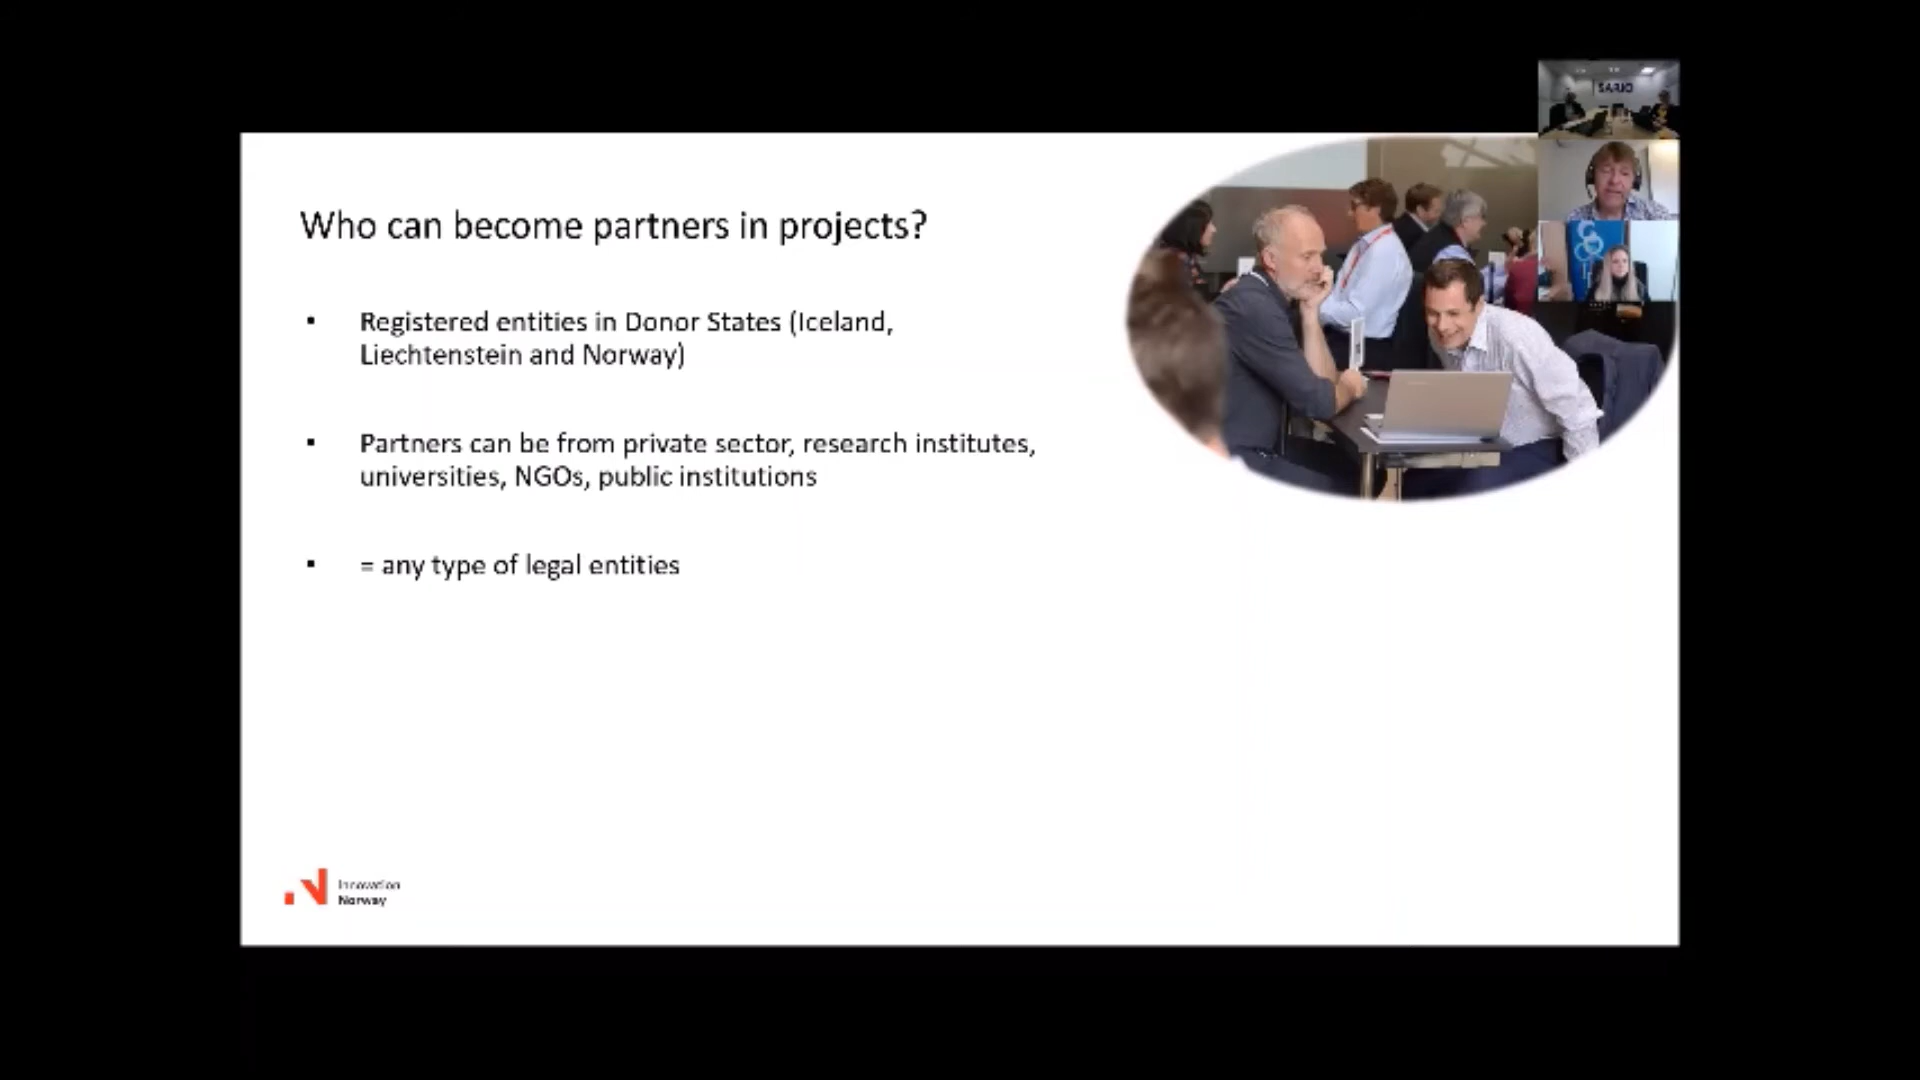 SARIO
Who can become partners in projects?
▪ Registered entities in Donor States (Iceland,
Liechtenstein and Norway)
▪ Partners can be from private sector, research institutes,
universities, NGOs, public institutions
▪ = any type of legal entities
Innovation
Norway